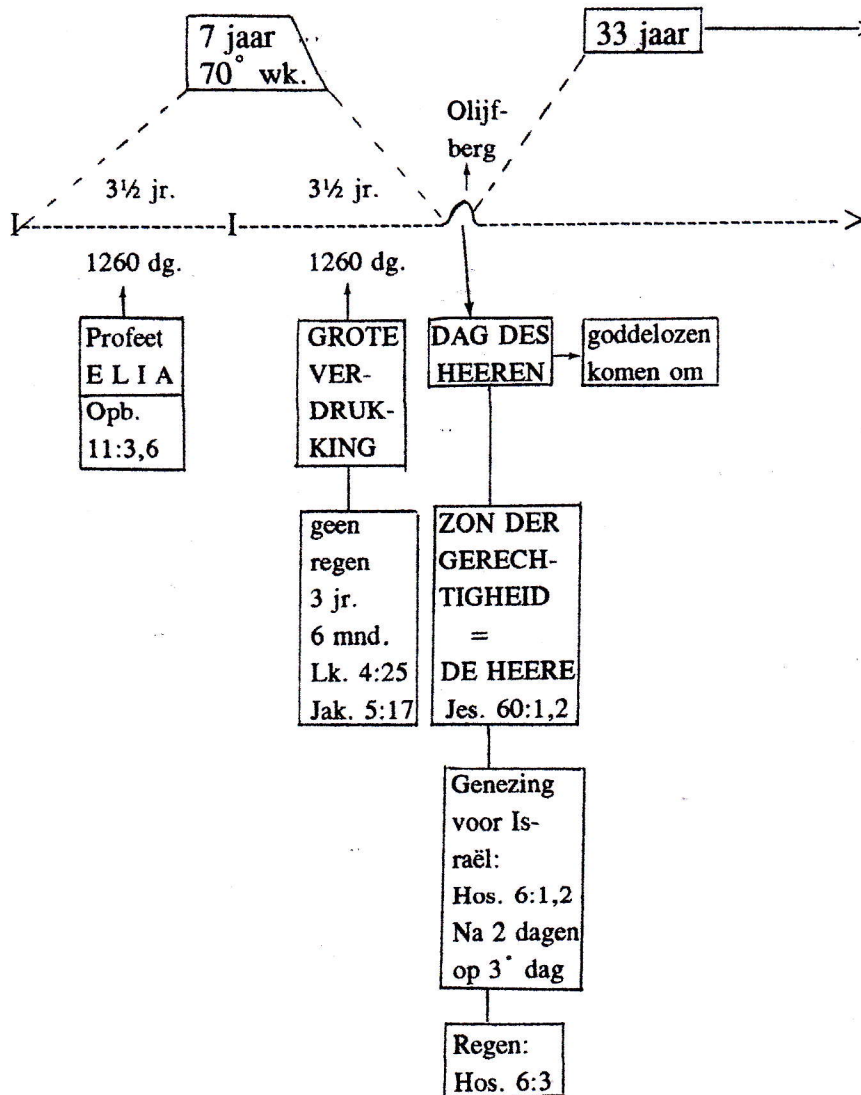 7 jaar
70° wk.
33 jaar
Olijf-
berg
3½ jr.
3½ jr.
1260 dg.
1260 dg.
Profeet
E L I A
Opb.
11:3,6
GROTE
VER-
DRUK-
KING
DAG DES
HEEREN
goddelozen
komen om
geen
regen
3 jr.
6 mnd.
Lk. 4:25
Jak. 5:17
ZON DER
GERECH-
TIGHEID
=
DE HEERE
Jes. 60:1,2
Genezing
voor Is-
raël:
Hos. 6:1,2
Na 2 dagen
op 3° dag
Regen:
Hos. 6:3